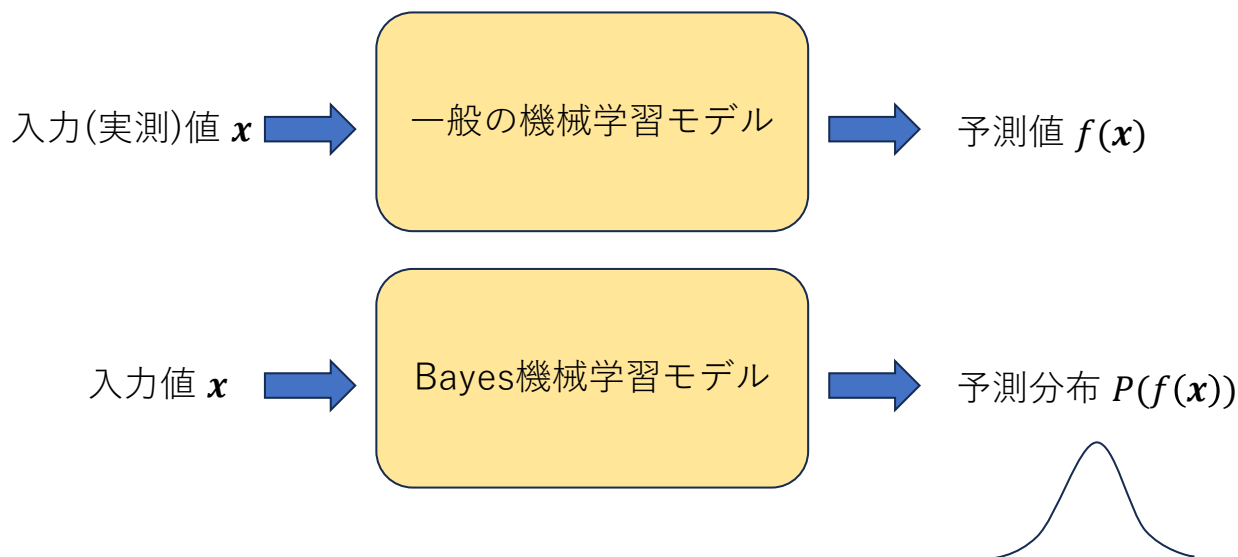 入力(実測)値 x
一般の機械学習モデル
予測値 f(x)
入力値 x
Bayes機械学習モデル
予測分布 P(f(x))